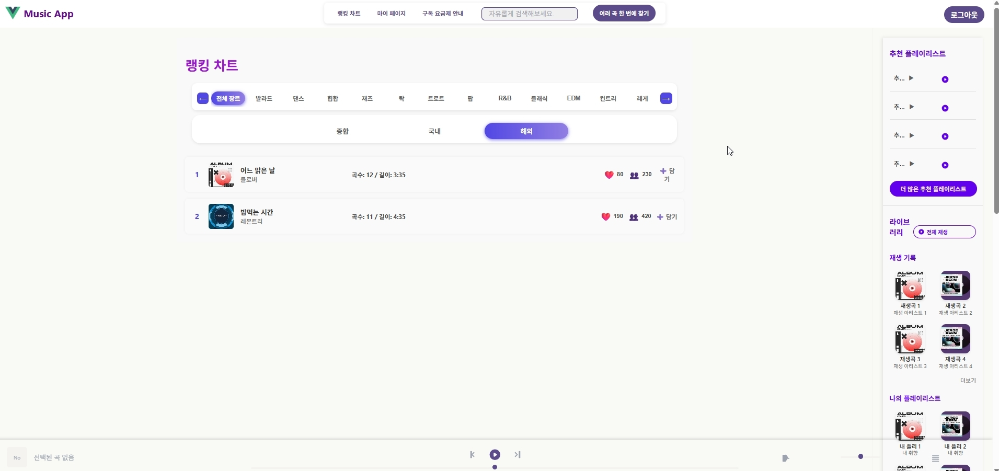 Music App
랭킹 차트
마이 페이지
구독 요금제 안내
자유롭게 검색해보세요.
여러 곡 한 번에 찾기
로그아웃
랭킹 차트
← 전체 장르 발라드 댄스 힙합 재즈 락 트로트 팝 R&B 클래식 EDM 컨트리 레게 →
종합 국내 해외
1
ALBUM
어느 맑은 날
클로버
곡수: 12 / 길이: 3:35
80
230
담
기
2
밥먹는 시간
레몬트리
곡수: 11 / 길이: 4:35
190
420
담기
추천 플레이리스트
추...
추...
추...
추...
더 많은 추천 플레이리스트
라이브
러리
전체 재생
재생 기록
ALBUM
COVER
JERSE
BERN
재생곡 1
재생 아티스트 1
재생곡 2
재생 아티스트 2
ALBUM
COVER
JERSE
BERN
재생곡 3
재생 아티스트 3
재생곡 4
재생 아티스트 4
더보기
나의 플레이리스트
ALBUM
COVER
JERSE
BERN
내 플리 1
내 취향
내 플리 2
내 취향
ALBUM
No
선택된 곡 없음